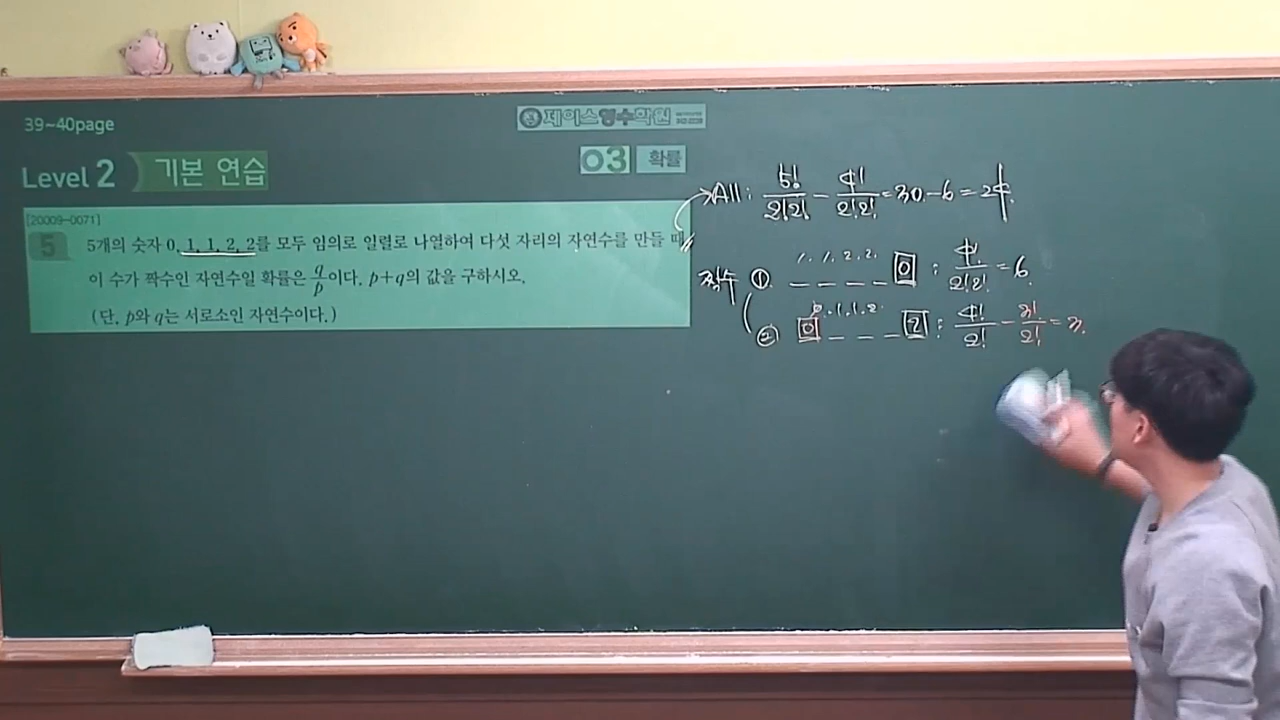 39~40page
제이스영수학원
Level 2 기본 연습
03 확률
[20009-0071]
5 5개의 숫자 0, 1, 1, 2, 2를 모두 임의로 일렬로 나열하여 다섯 자리의 자연수를 만들 때
이 수가 짝수인 자연수일 확률은 q/p이다. p+q의 값을 구하시오.
(단, p와 q는 서로소인 자연수이다.)
All : 5!/2!2! - 4!/2!2! = 30 - 6 = 24
짝수 ① 1, 1, 2, 2 _ _ _ _ 0 : 4!/2!2! = 6
② 0, 1, 1, 2 0 _ _ _ 2 : 4!/2! - 3!/2! =